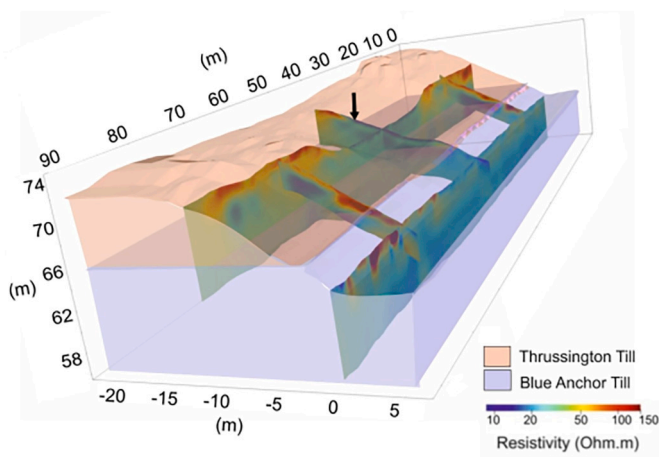 (m)
90 80 70 60 50 40 30 20 10 0
74
70
66
(m)
62
58
-20 -15 -10 -5 0 5
(m)
Thrussington Till
Blue Anchor Till
10 20 50 100 150
Resistivity (Ohm.m)